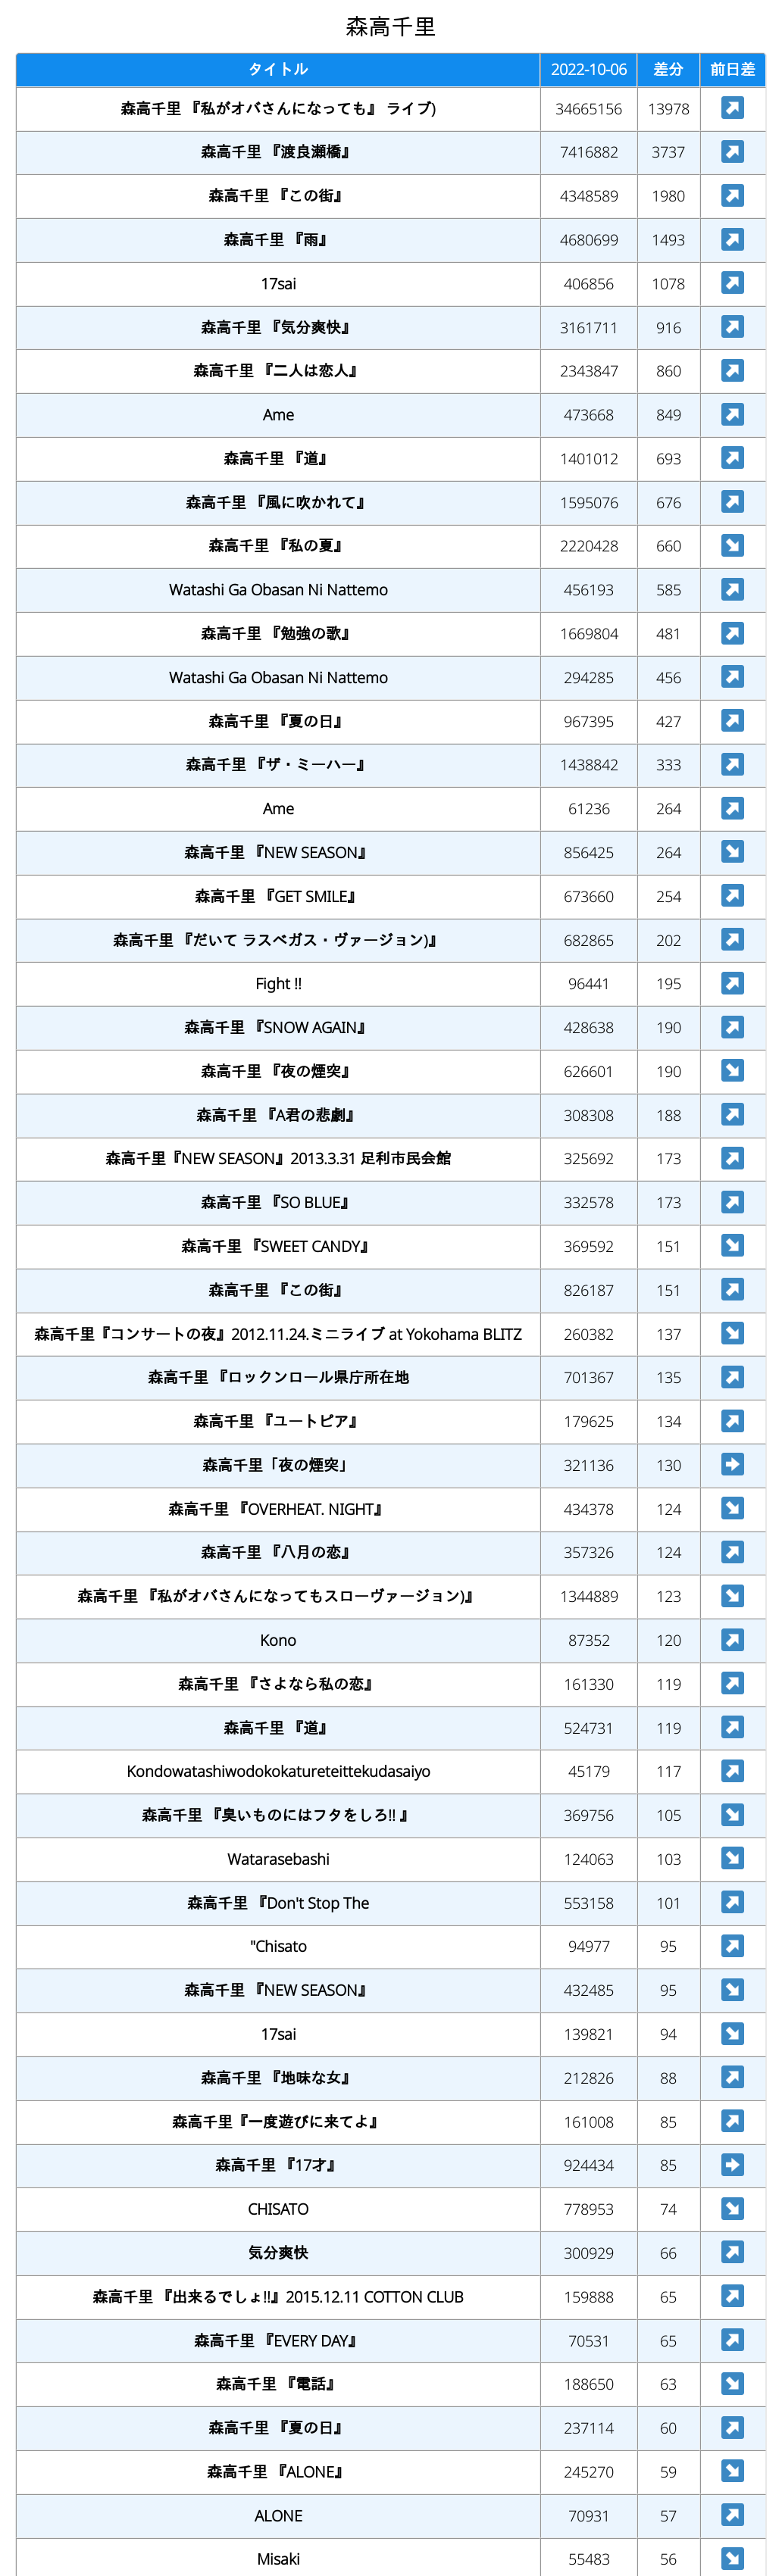 森高千里
タイトル 2022-10-06 差分 前日差
森高千里 『私がオバさんになっても』 ライブ) 34665156 13978
森高千里 『渡良瀬橋』 7416882 3737
森高千里 『この街』 4348589 1980
森高千里 『雨』 4680699 1493
17sai 406856 1078
森高千里 『気分爽快』 3161711 916
森高千里 『二人は恋人』 2343847 860
Ame 473668 849
森高千里 『道』 1401012 693
森高千里 『風に吹かれて』 1595076 676
森高千里 『私の夏』 2220428 660
Watashi Ga Obasan Ni Nattemo 456193 585
森高千里 『勉強の歌』 1669804 481
Watashi Ga Obasan Ni Nattemo 294285 456
森高千里 『夏の日』 967395 427
森高千里 『ザ・ミーハー』 1438842 333
Ame 61236 264
森高千里 『NEW SEASON』 856425 264
森高千里 『GET SMILE』 673660 254
森高千里 『だいて ラスベガス・ヴァージョン)』 682865 202
Fight !! 96441 195
森高千里 『SNOW AGAIN』 428638 190
森高千里 『夜の煙突』 626601 190
森高千里 『A君の悲劇』 308308 188
森高千里『NEW SEASON』2013.3.31 足利市民会館 325692 173
森高千里 『SO BLUE』 332578 173
森高千里 『SWEET CANDY』 369592 151
森高千里 『この街』 826187 151
森高千里『コンサートの夜』2012.11.24.ミニライブ at Yokohama BLITZ 260382 137
森高千里 『ロックンロール県庁所在地 701367 135
森高千里 『ユートピア』 179625 134
森高千里「夜の煙突」 321136 130
森高千里 『OVERHEAT. NIGHT』 434378 124
森高千里 『八月の恋』 357326 124
森高千里 『私がオバさんになってもスローヴァージョン)』 1344889 123
Kono 87352 120
森高千里 『さよなら私の恋』 161330 119
森高千里 『道』 524731 119
Kondowatashiwodokokatureteittekudasaiyo 45179 117
森高千里 『臭いものにはフタをしろ!! 』 369756 105
Watarasebashi 124063 103
森高千里 『Don't Stop The 553158 101
"Chisato 94977 95
森高千里 『NEW SEASON』 432485 95
17sai 139821 94
森高千里 『地味な女』 212826 88
森高千里『一度遊びに来てよ』 161008 85
森高千里 『17才』 924434 85
CHISATO 778953 74
気分爽快 300929 66
森高千里 『出来るでしょ!!』2015.12.11 COTTON CLUB 159888 65
森高千里 『EVERY DAY』 70531 65
森高千里 『電話』 188650 63
森高千里 『夏の日』 237114 60
森高千里 『ALONE』 245270 59
ALONE 70931 57
Misaki 55483 56